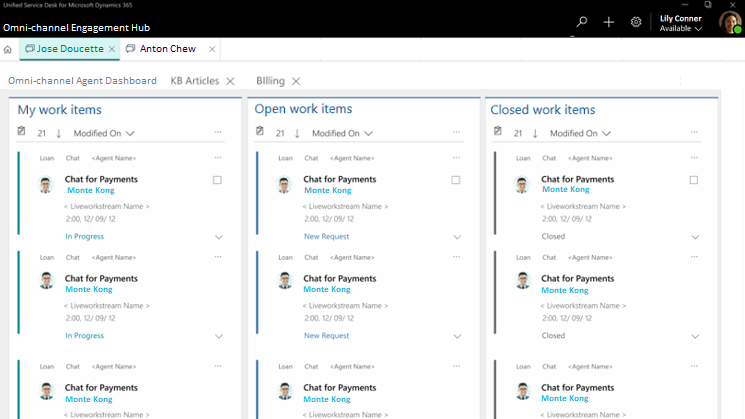 Unified Service Desk for Microsoft Dynamics 365
Omni-channel Engagement Hub
Lily Conner
Available
Jose Doucette
Anton Chew
Omni-channel Agent Dashboard KB Articles BIlling
My work items
21 Modified On
Loan Chat <Agent Name>
Chat for Payments
Monte Kong
< Liveworkstream Name >
2:00, 12/ 09/ 12
In Progress
Loan Chat <Agent Name>
Chat for Payments
Monte Kong
< Liveworkstream Name >
2:00, 12/ 09/ 12
In Progress
Loan Chat <Agent Name>
Chat for Payments
Monte Kong
Open work items
21 Modified On
Loan Chat <Agent Name>
Chat for Payments
Monte Kong
< Liveworkstream Name >
2:00, 12/ 09/ 12
New Request
Loan Chat <Agent Name>
Chat for Payments
Monte Kong
< Liveworkstream Name >
2:00, 12/ 09/ 12
New Request
Loan Chat <Agent Name>
Chat for Payments
Monte Kong
Closed work items
21 Modified On
Loan Chat <Agent Name>
Chat for Payments
Monte Kong
< Liveworkstream Name >
2:00, 12/ 09/ 12
Closed
Loan Chat <Agent Name>
Chat for Payments
Monte Kong
< Liveworkstream Name >
2:00, 12/ 09/ 12
Closed
Loan Chat <Agent Name>
Chat for Payments
Monte Kong